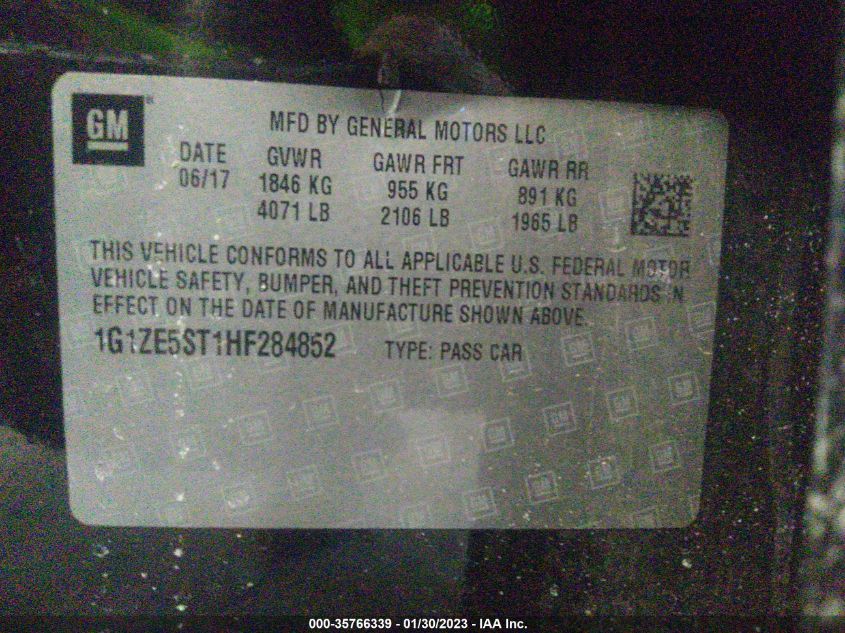 GM
MFD BY GENERAL MOTORS LLC
DATE GVWR GAWR FRT GAWR RR
06/17 1846 KG 955 KG 891 KG
4071 LB 2106 LB 1965 LB
THIS VEHICLE CONFORMS TO ALL APPLICABLE U.S. FEDERAL MOTOR
VEHICLE SAFETY, BUMPER, AND THEFT PREVENTION STANDARDS IN
EFFECT ON THE DATE OF MANUFACTURE SHOWN ABOVE.
1G1ZE5ST1HF284852 TYPE: PASS CAR
000-35766339 - 01/30/2023 - IAA Inc.